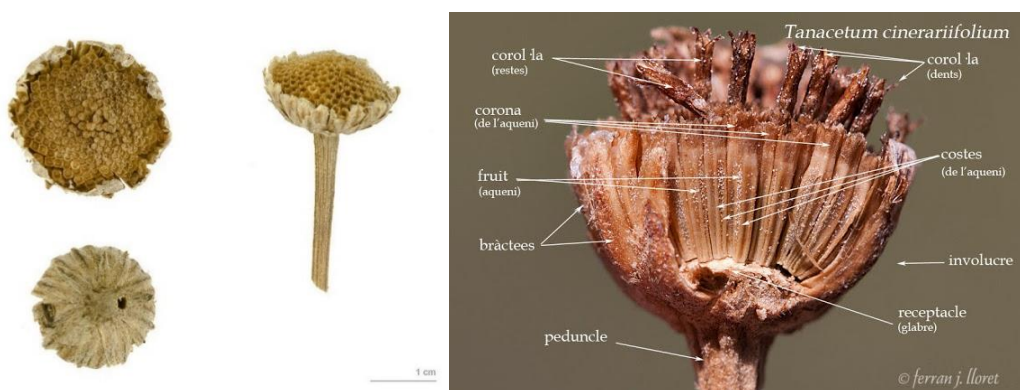 Tanacetum cinerariifolium
corol·la
(restes)
corol·la
(dents)
corona
(de l'aqueni)
costes
(de l'aqueni)
fruit
(aqueni)
bràctees
involucre
receptacle
(glabre)
peduncle
1 cm
© ferran j. lloret